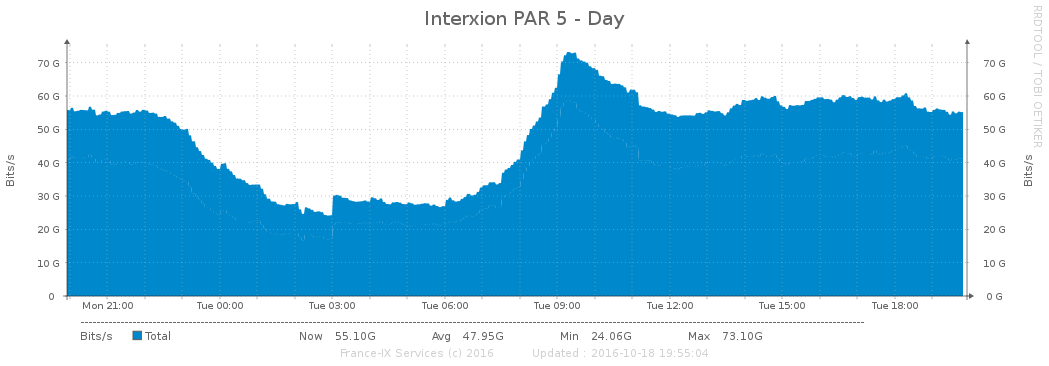 Interxion PAR 5 - Day
RRDTOOL / TOBI OETIKER
Bits/s
Bits/s
70 G 70 G
60 G 60 G
50 G 50 G
40 G 40 G
30 G 30 G
20 G 20 G
10 G 10 G
0 0 G
Mon 21:00 Tue 00:00 Tue 03:00 Tue 06:00 Tue 09:00 Tue 12:00 Tue 15:00 Tue 18:00
Bits/s Total Now 55.10G Avg 47.95G Min 24.06G Max 73.10G
France-IX Services (c) 2016 Updated : 2016-10-18 19:55:04